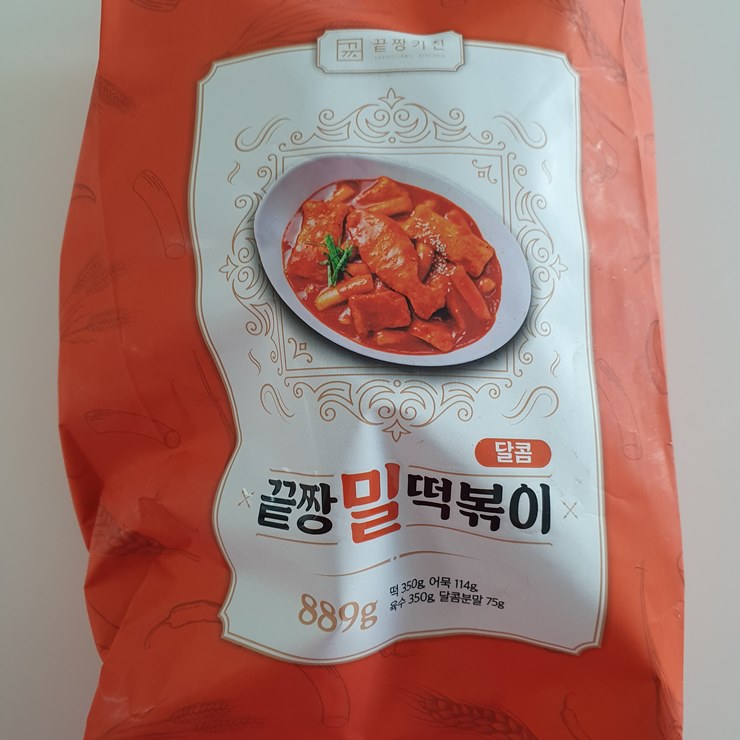 끝짱키친
달콤
끝짱밀떡볶이
889g
떡 350g, 어묵 114g,
육수 350g, 달콤분말 75g